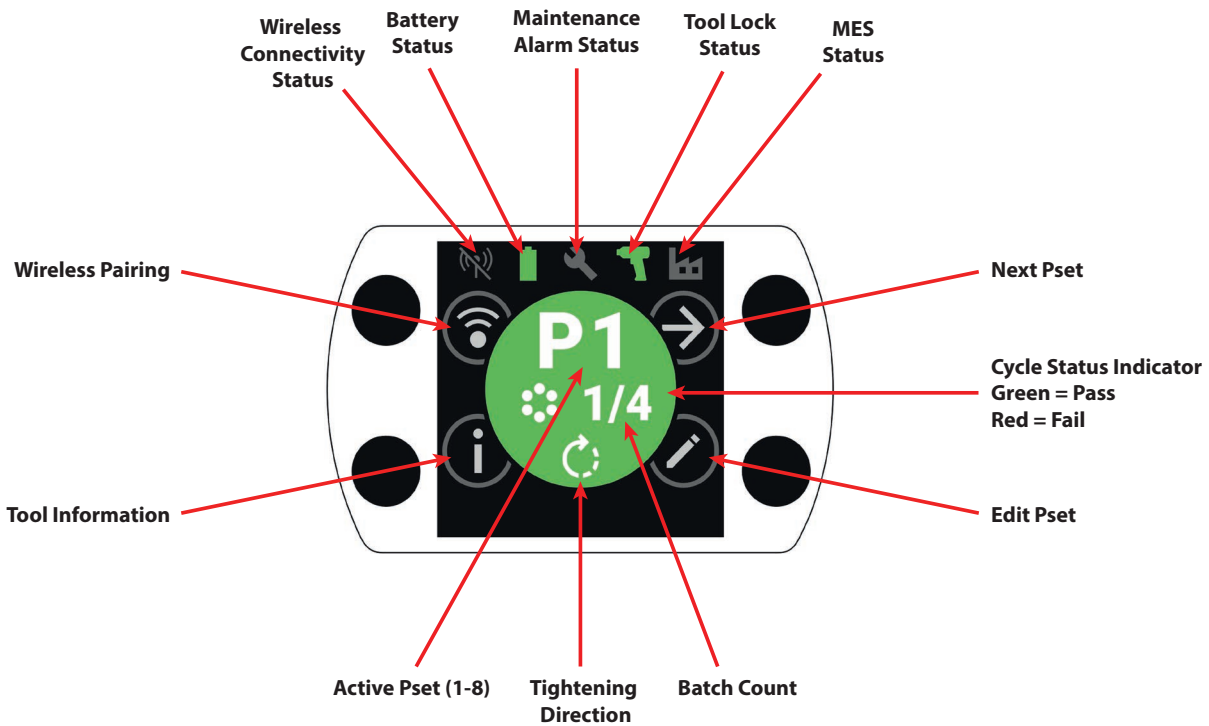 Wireless
Connectivity
Status
Battery
Status
Maintenance
Alarm Status
Tool Lock
Status
MES
Status
Wireless Pairing
Next Pset
P1
1/4
Cycle Status Indicator
Green = Pass
Red = Fail
i
Tool Information
Edit Pset
Active Pset (1-8)
Tightening
Direction
Batch Count